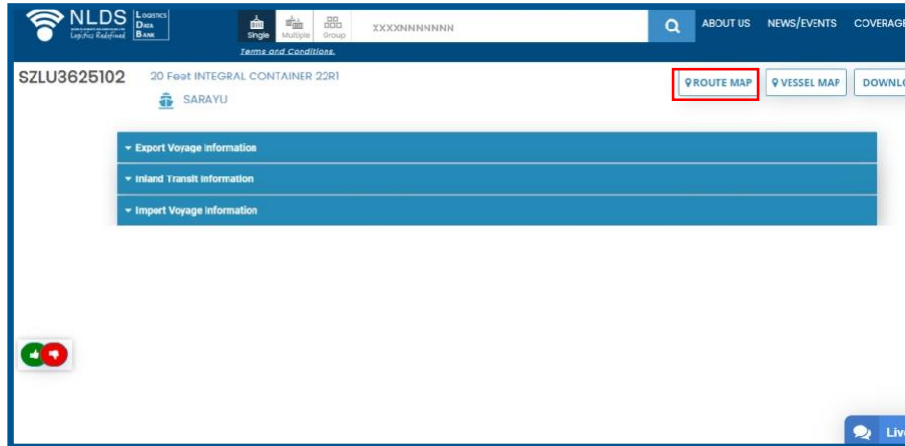 NLDS
LOGISTICS
DATA
BANK
Logistics Redefined
Single
Multiple
Group
XXXXNNNNNNN
ABOUT US
NEWS/EVENTS
COVERAGE
Terms and Conditions.
SZLU3625102
20 Feet INTEGRAL CONTAINER 22R1
ROUTE MAP
VESSEL MAP
DOWNLO
SARAYU
Export Voyage Information
Inland Transit Information
Import Voyage Information
Live